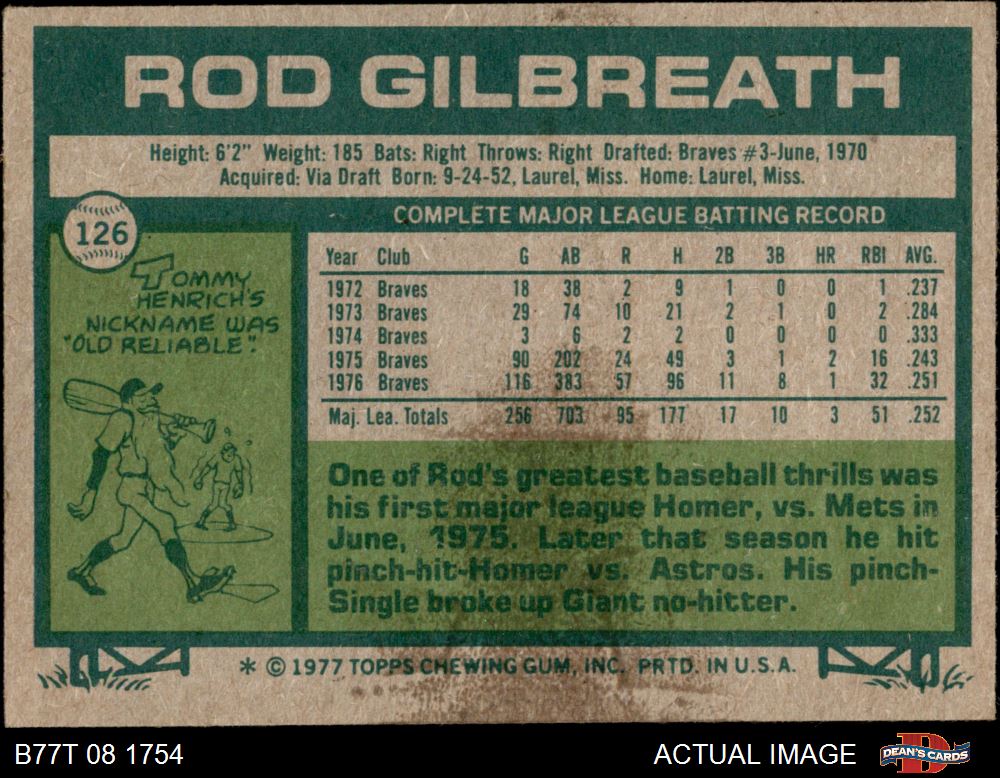 ROD GILBREATH
Height: 6'2" Weight: 185 Bats: Right Throws: Right Drafted: Braves #3-June, 1970
Acquired: Via Draft Born: 9-24-52, Laurel, Miss. Home: Laurel, Miss.
126
TOMMY
HENRICH'S
NICKNAME WAS
"OLD RELIABLE".
COMPLETE MAJOR LEAGUE BATTING RECORD
Year Club G AB R H 2B 3B HR RBI AVG.
1972 Braves 18 38 2 9 1 0 0 1 .237
1973 Braves 29 74 10 21 2 1 0 2 .284
1974 Braves 3 6 2 2 0 0 0 0 .333
1975 Braves 90 202 24 49 3 1 2 16 .243
1976 Braves 116 383 57 96 11 8 1 32 .251
Maj. Lea. Totals 256 703 95 177 17 10 3 51 .252
One of Rod's greatest baseball thrills was
his first major league Homer, vs. Mets in
June, 1975. Later that season he hit
pinch-hit-Homer vs. Astros. His pinch-
Single broke up Giant no-hitter.
* © 1977 TOPPS CHEWING GUM, INC. PRTD. IN U.S.A.
B77T 08 1754 ACTUAL IMAGE DEAN'S CARDS